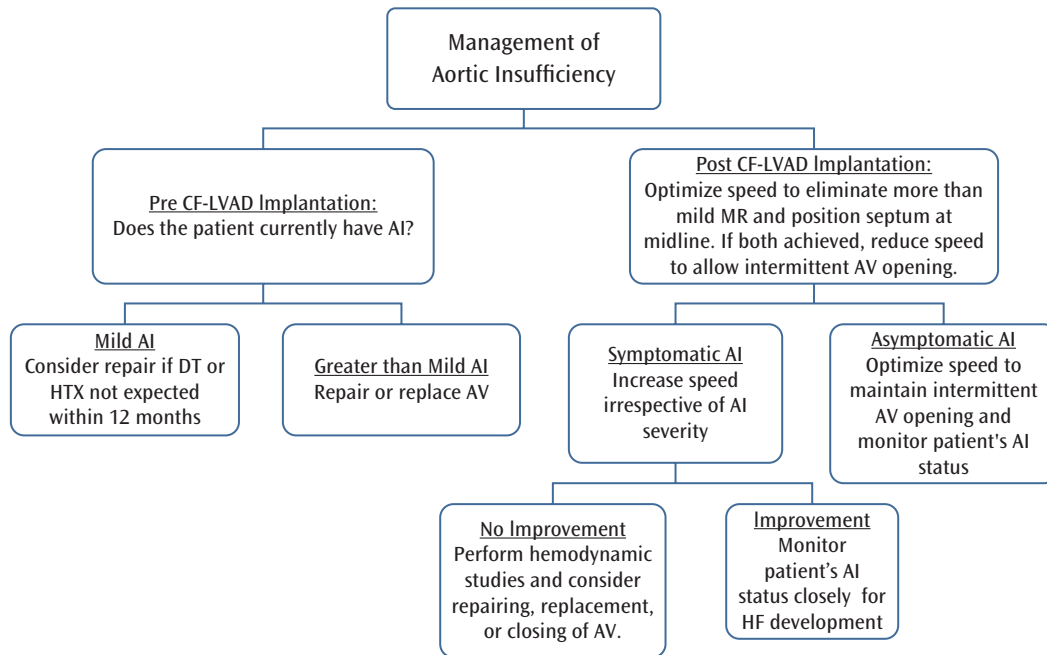 Management of
Aortic Insufficiency
Pre CF-LVAD Implantation:
Does the patient currently have AI?
Post CF-LVAD Implantation:
Optimize speed to eliminate more than
mild MR and position septum at
midline. If both achieved, reduce speed
to allow intermittent AV opening.
Mild AI
Consider repair if DT or
HTX not expected
within 12 months
Greater than Mild AI
Repair or replace AV
Symptomatic AI
Increase speed
irrespective of AI
severity
Asymptomatic AI
Optimize speed to
maintain intermittent
AV opening and
monitor patient's AI
status
No Improvement
Perform hemodynamic
studies and consider
repairing, replacement,
or closing of AV.
Improvement
Monitor
patient’s AI
status closely for
HF development